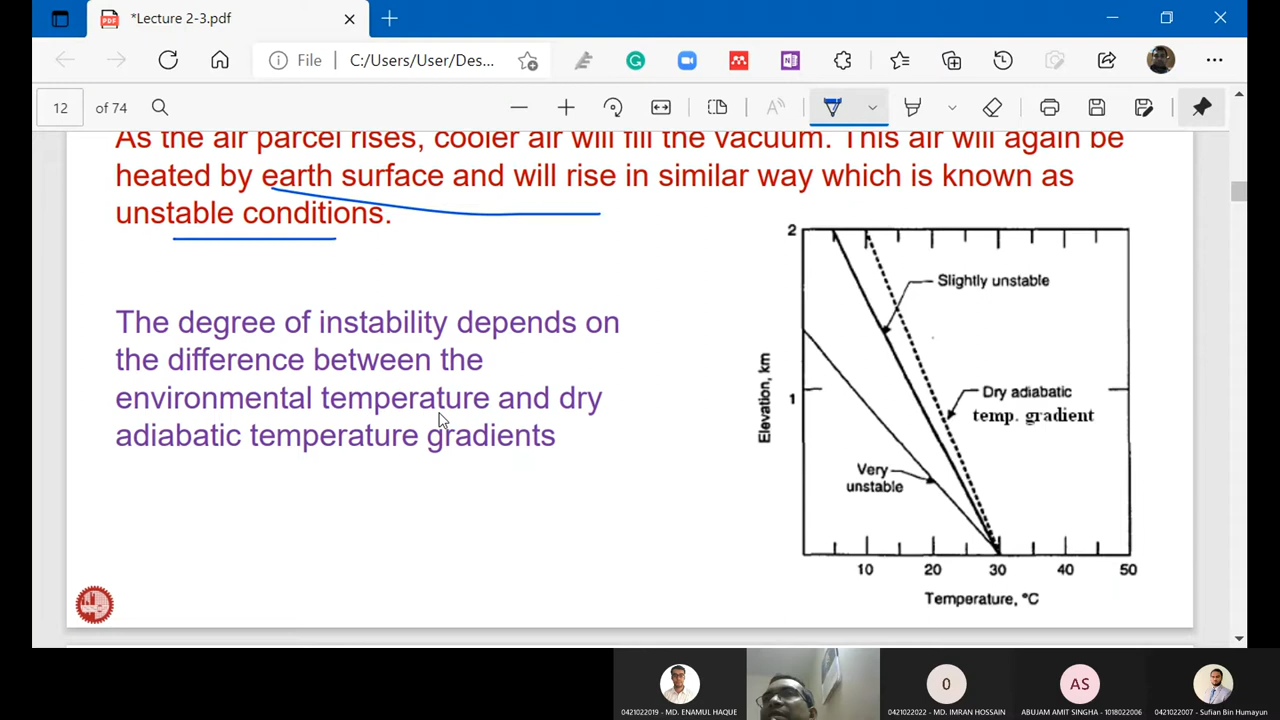 *Lecture 2-3.pdf
File C:/Users/User/Des...
12 of 74
As the air parcel rises, cooler air will fill the vacuum. This air will again be
heated by earth surface and will rise in similar way which is known as
unstable conditions.
The degree of instability depends on
the difference between the
environmental temperature and dry
adiabatic temperature gradients
2
Slightly unstable
Elevation, km
1
Dry adiabatic
temp. gradient
Very
unstable
10 20 30 40 50
Temperature, °C
0 AS
0421022019 - MD. ENAMUL HAQUE 0421022022 - MD. IMRAN HOSSAIN ABUJAM AMIT SINGHA - 1018022006 0421022007 - Sufian Bin Humayun